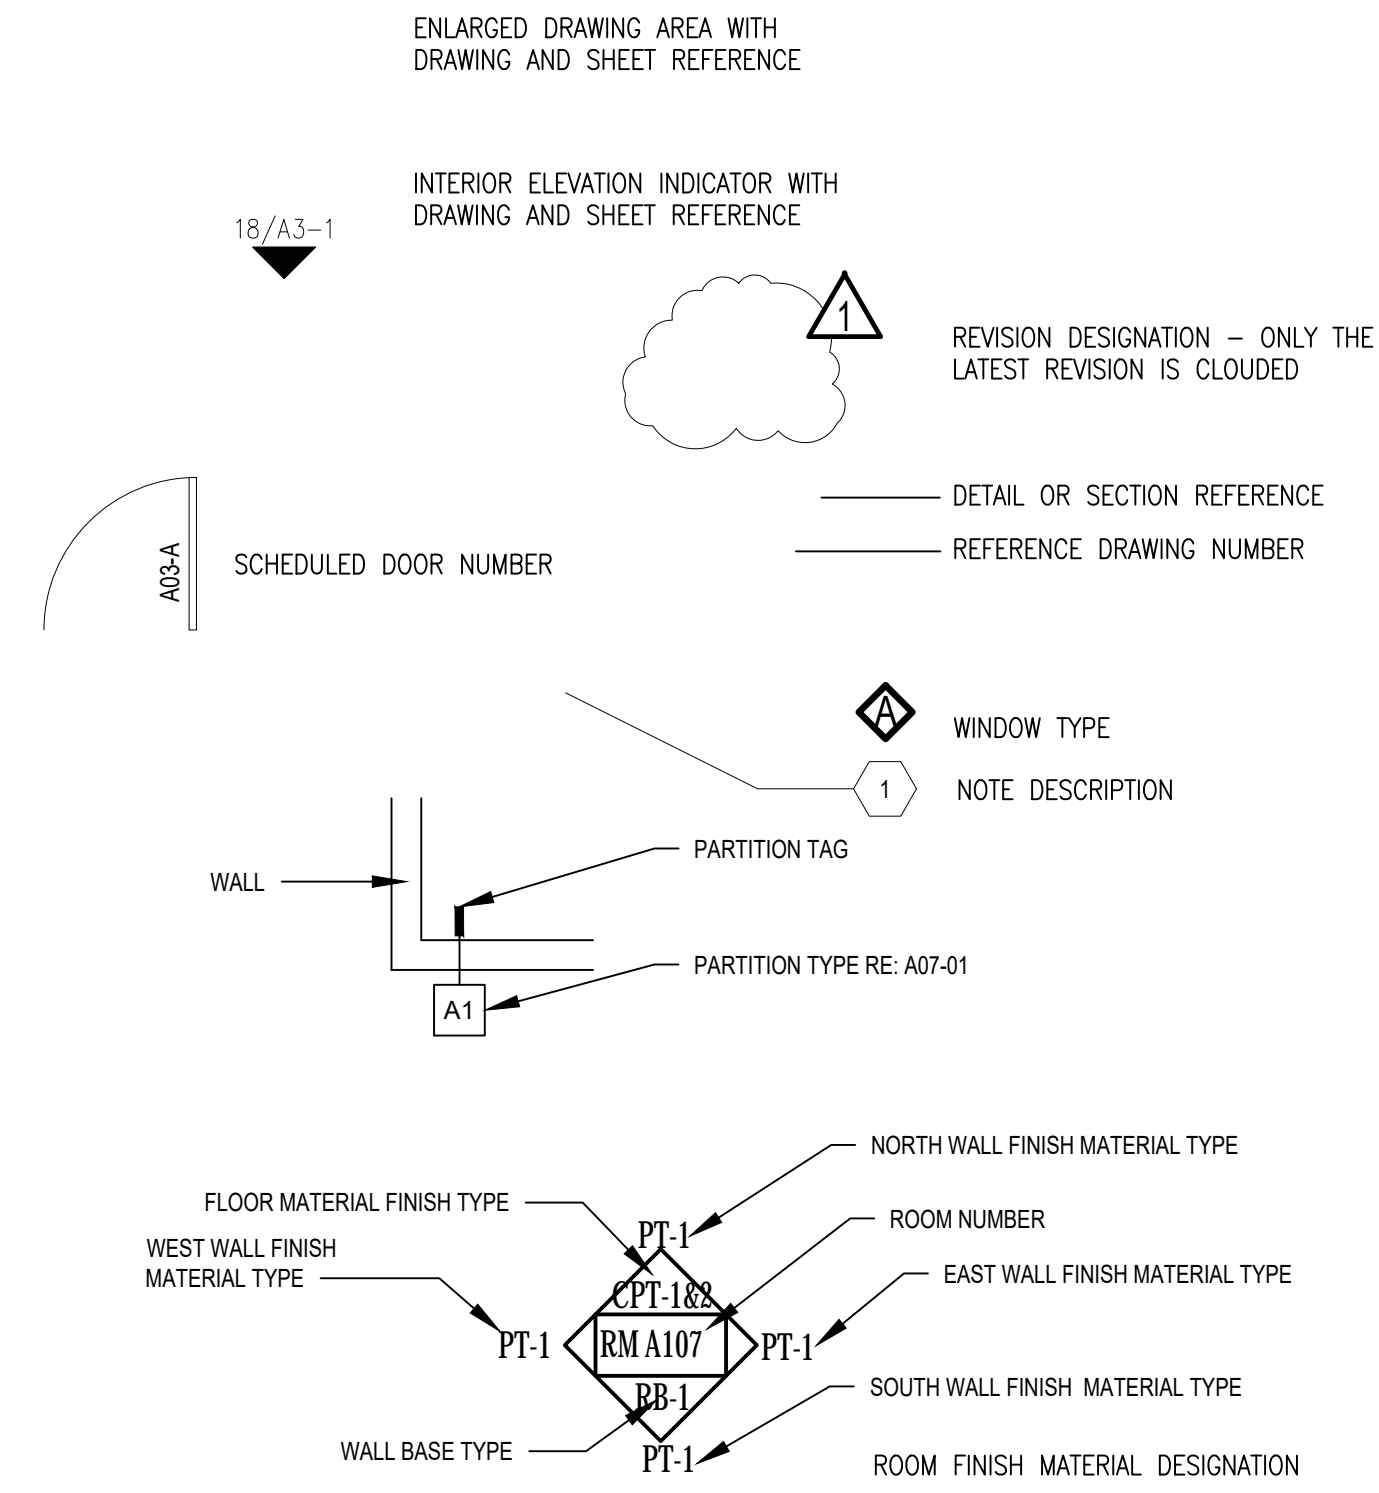 ENLARGED DRAWING AREA WITH
DRAWING AND SHEET REFERENCE
INTERIOR ELEVATION INDICATOR WITH
DRAWING AND SHEET REFERENCE
18/A3-1
1
REVISION DESIGNATION – ONLY THE
LATEST REVISION IS CLOUDED
DETAIL OR SECTION REFERENCE
REFERENCE DRAWING NUMBER
A03-A
SCHEDULED DOOR NUMBER
A
WINDOW TYPE
1
NOTE DESCRIPTION
PARTITION TAG
WALL
PARTITION TYPE RE: A07-01
A1
NORTH WALL FINISH MATERIAL TYPE
FLOOR MATERIAL FINISH TYPE
ROOM NUMBER
PT-1
WEST WALL FINISH
MATERIAL TYPE
EAST WALL FINISH MATERIAL TYPE
CPT-1&2
PT-1
RM A107
PT-1
SOUTH WALL FINISH MATERIAL TYPE
RB-1
WALL BASE TYPE
PT-1
ROOM FINISH MATERIAL DESIGNATION